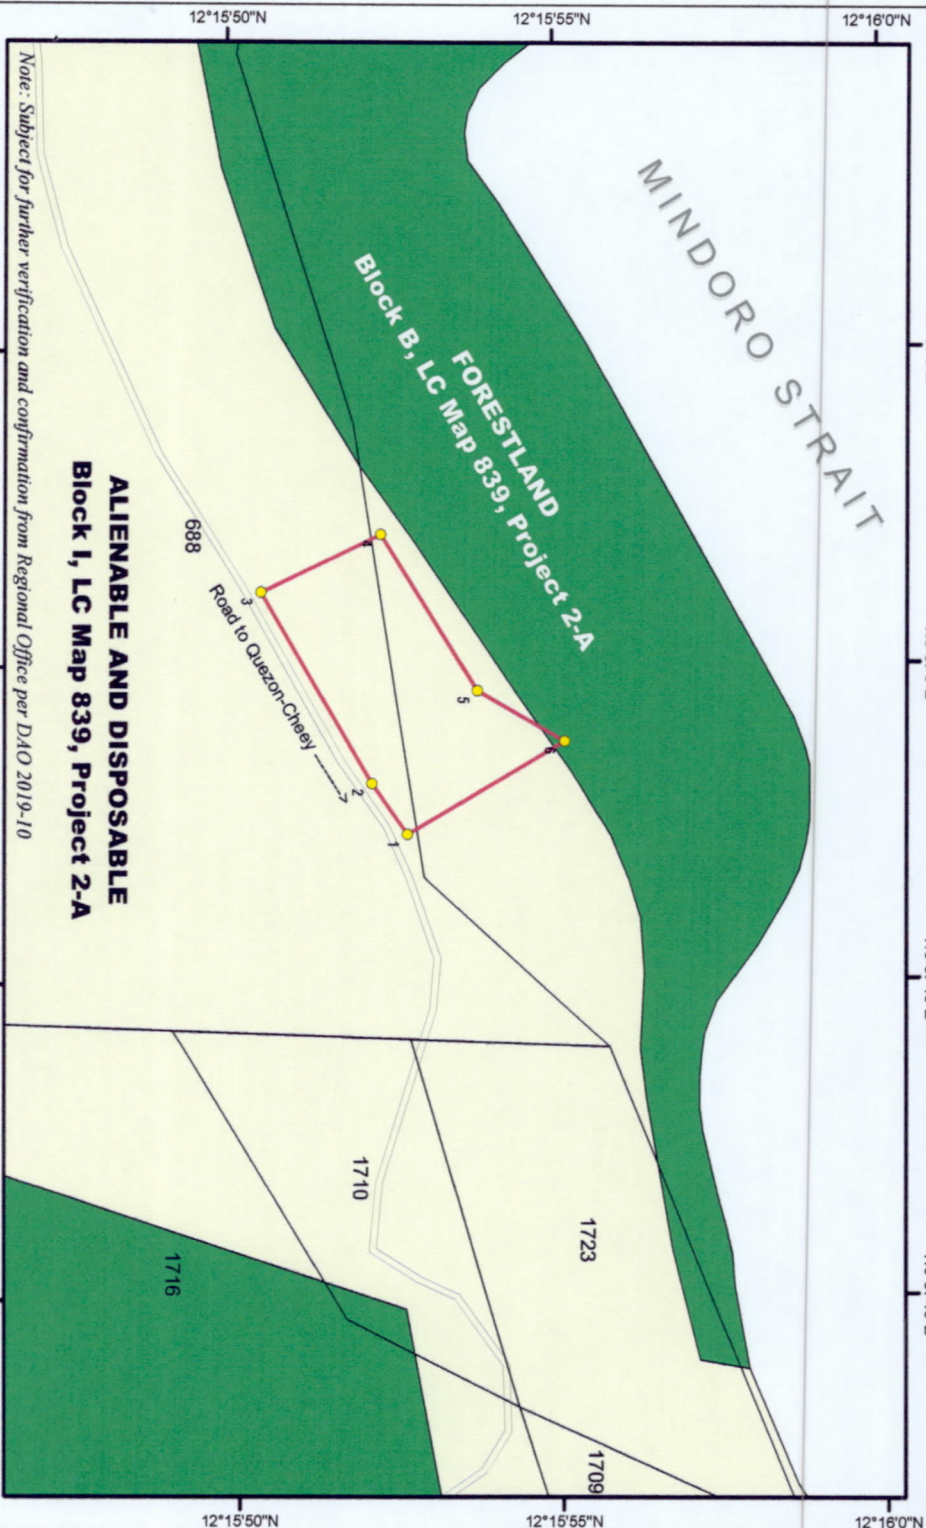 12°15'50"N
12°15'55"N
12°16'0"N
MINDORO STRAIT
FORESTLAND
Block B, LC Map 839, Project 2-A
4
5
6
3
2
1
688
Road to Quezon-Cheey ---->
ALIENABLE AND DISPOSABLE
Block I, LC Map 839, Project 2-A
Note: Subject for further verification and confirmation from Regional Office per DAO 2019-10
1710
1723
1716
1709
12°15'50"N
12°15'55"N
12°16'0"N